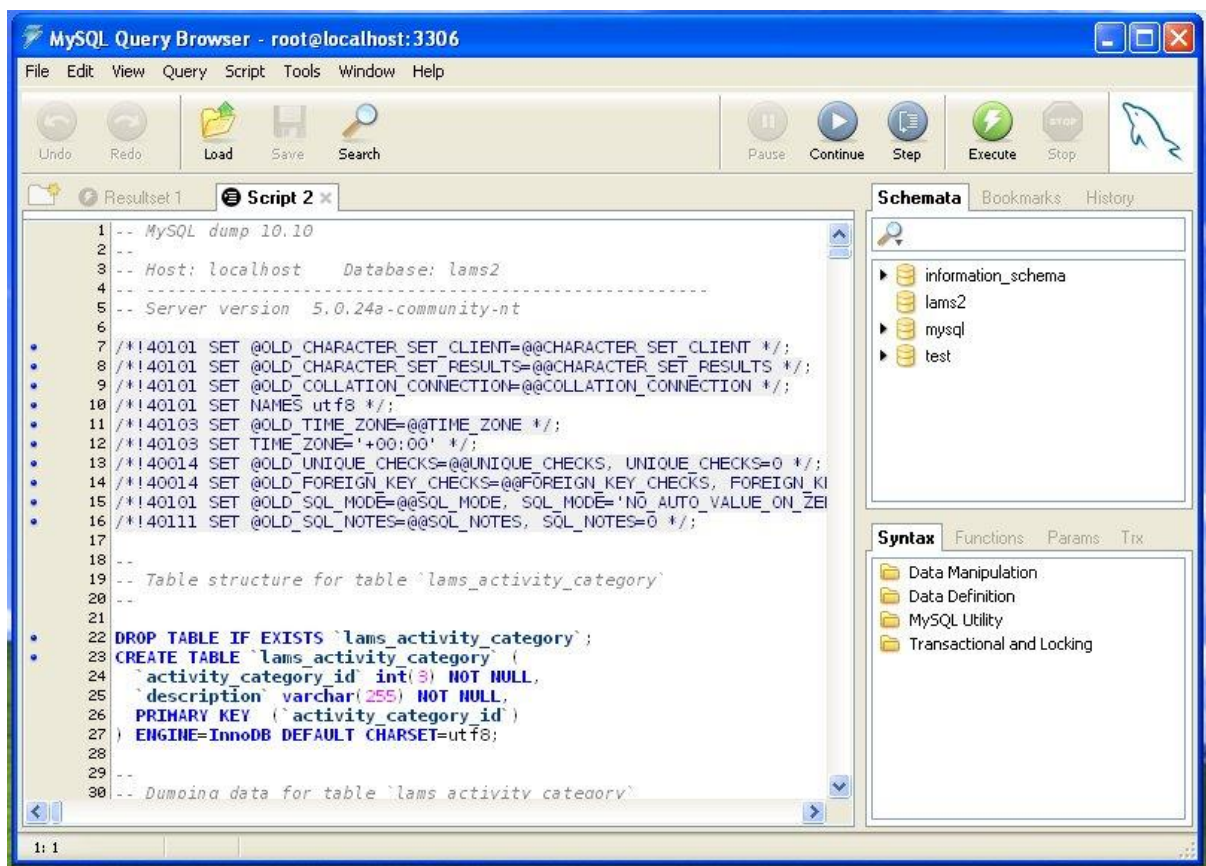 MySQL Query Browser - root@localhost:3306
File Edit View Query Script Tools Window Help
Undo Redo Load Save Search Pause Continue Step Execute Stop
Resultset 1 Script 2
1 -- MySQL dump 10.10
2 --
3 -- Host: localhost    Database: lams2
4 -- ------------------------------------------------------
5 -- Server version  5.0.24a-community-nt
6
7 /*!40101 SET @OLD_CHARACTER_SET_CLIENT=@@CHARACTER_SET_CLIENT */;
8 /*!40101 SET @OLD_CHARACTER_SET_RESULTS=@@CHARACTER_SET_RESULTS */;
9 /*!40101 SET @OLD_COLLATION_CONNECTION=@@COLLATION_CONNECTION */;
10 /*!40101 SET NAMES utf8 */;
11 /*!40103 SET @OLD_TIME_ZONE=@@TIME_ZONE */;
12 /*!40103 SET TIME_ZONE='+00:00' */;
13 /*!40014 SET @OLD_UNIQUE_CHECKS=@@UNIQUE_CHECKS, UNIQUE_CHECKS=0 */;
14 /*!40014 SET @OLD_FOREIGN_KEY_CHECKS=@@FOREIGN_KEY_CHECKS, FOREIGN_KE
15 /*!40101 SET @OLD_SQL_MODE=@@SQL_MODE, SQL_MODE='NO_AUTO_VALUE_ON_ZE
16 /*!40111 SET @OLD_SQL_NOTES=@@SQL_NOTES, SQL_NOTES=0 */;
17
18 --
19 -- Table structure for table `lams_activity_category`
20 --
21
22 DROP TABLE IF EXISTS `lams_activity_category`;
23 CREATE TABLE `lams_activity_category` (
24   `activity_category_id` int(3) NOT NULL,
25   `description` varchar(255) NOT NULL,
26   PRIMARY KEY  (`activity_category_id`)
27 ) ENGINE=InnoDB DEFAULT CHARSET=utf8;
28
29 --
30 -- Dumping data for table `lams_activity_category`
1: 1
Schemata Bookmarks History
information_schema
lams2
mysql
test
Syntax Functions Params Trx
Data Manipulation
Data Definition
MySQL Utility
Transactional and Locking